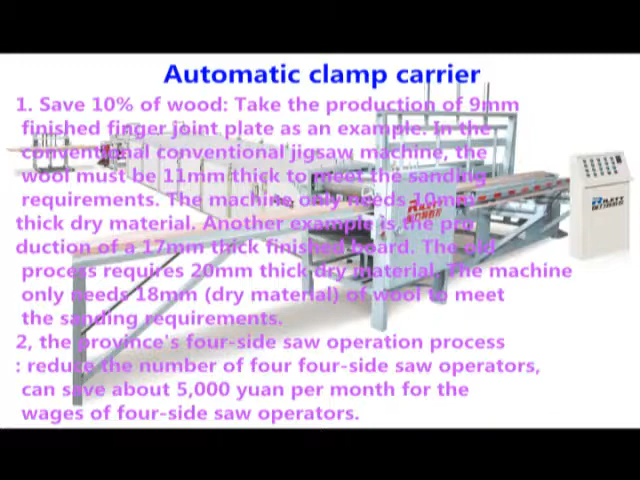 Automatic clamp carrier
1. Save 10% of wood: Take the production of 9mm
finished finger joint plate as an example. In the
conventional conventional jigsaw machine, the
wool must be 11mm thick to meet the sanding
requirements. The machine only needs 10mm
thick dry material. Another example is the pro
duction of a 17mm thick finished board. The old
process requires 20mm thick dry material. The machine
only needs 18mm (dry material) of wool to meet
the sanding requirements.
2, the province's four-side saw operation process
: reduce the number of four four-side saw operators,
can save about 5,000 yuan per month for the
wages of four-side saw operators.